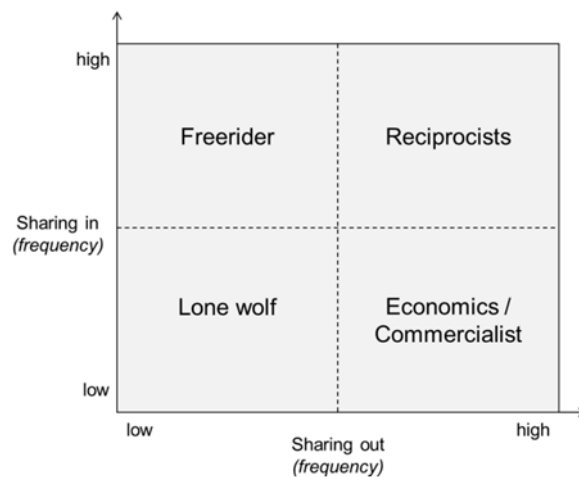 high
Freerider
Reciprocists
Sharing in
(frequency)
Lone wolf
Economics /
Commercialist
low
low
high
Sharing out
(frequency)